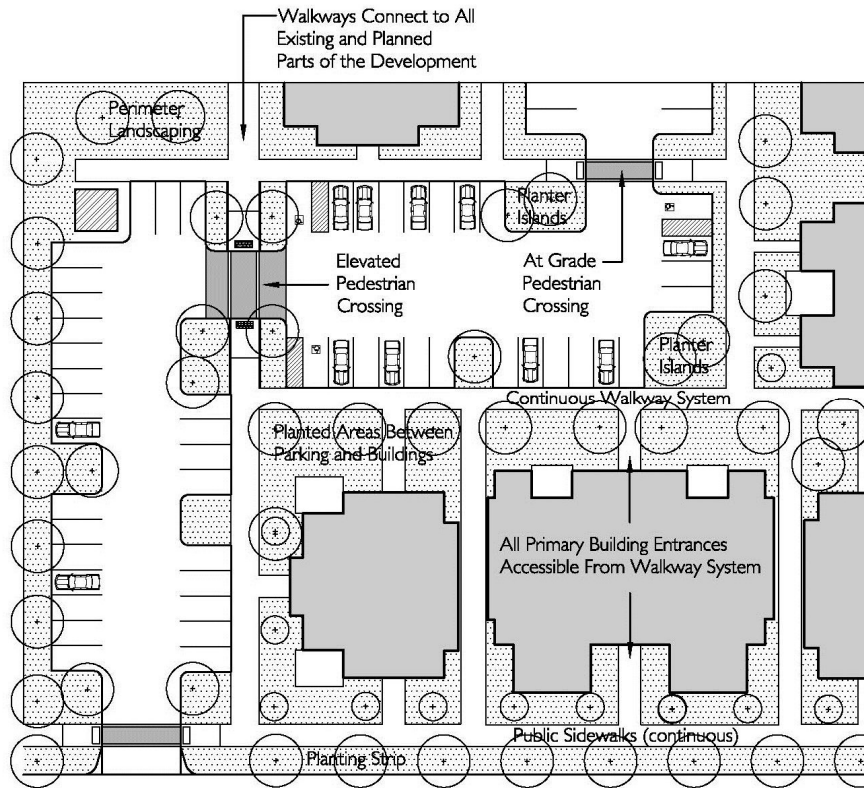 Walkways Connect to All
Existing and Planned
Parts of the Development
Perimeter
Landscaping
Planter
Islands
Elevated
Pedestrian
Crossing
At Grade
Pedestrian
Crossing
Planter
Islands
Continuous Walkway System
Planted Areas Between
Parking and Buildings
All Primary Building Entrances
Accessible From Walkway System
Public Sidewalks (continuous)
Planting Strip